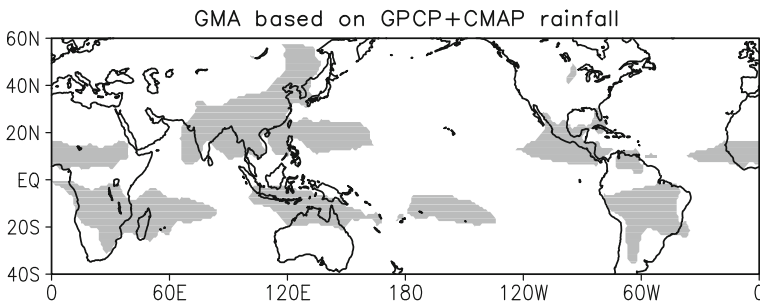 GMA based on GPCP+CMAP rainfall
60N
40N
20N
EQ
20S
40S
0 60E 120E 180 120W 60W 0